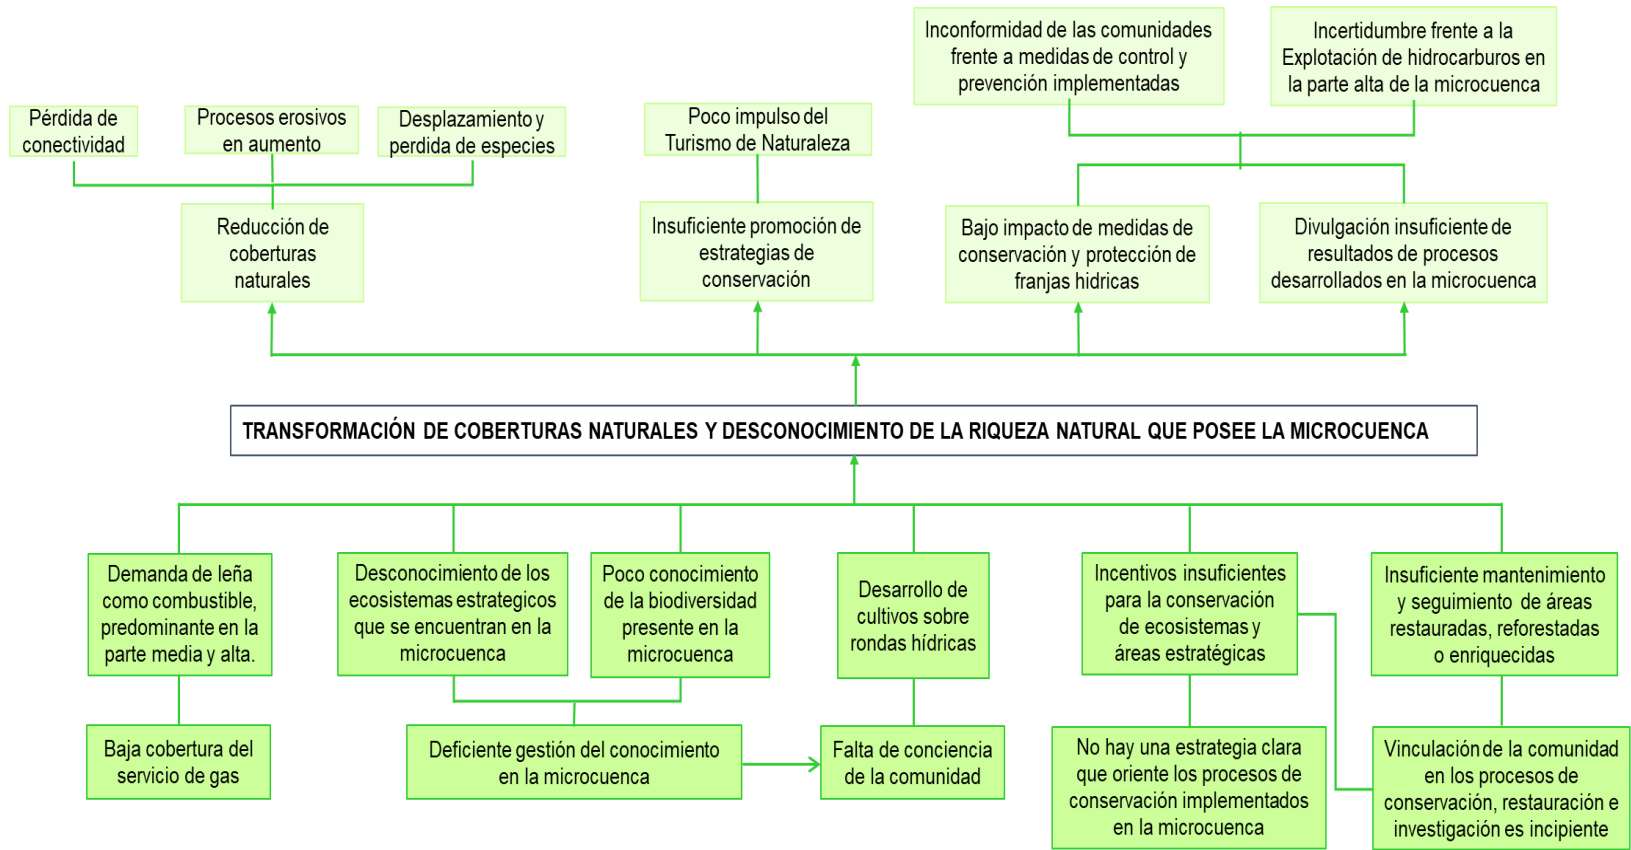 Inconformidad de las comunidades
frente a medidas de control y
prevención implementadas
Incertidumbre frente a la
Explotación de hidrocarburos en
la parte alta de la microcuenca
Pérdida de
conectividad
Procesos erosivos
en aumento
Desplazamiento y
perdida de especies
Poco impulso del
Turismo de Naturaleza
Reducción de
coberturas
naturales
Insuficiente promoción de
estrategias de
conservación
Bajo impacto de medidas de
conservación y protección de
franjas hidricas
Divulgación insuficiente de
resultados de procesos
desarrollados en la microcuenca
TRANSFORMACIÓN DE COBERTURAS NATURALES Y DESCONOCIMIENTO DE LA RIQUEZA NATURAL QUE POSEE LA MICROCUENCA
Demanda de leña
como combustible,
predominante en la
parte media y alta.
Desconocimiento de los
ecosistemas estrategicos
que se encuentran en la
microcuenca
Poco conocimiento
de la biodiversidad
presente en la
microcuenca
Desarrollo de
cultivos sobre
rondas hídricas
Incentivos insuficientes
para la conservación
de ecosistemas y
áreas estratégicas
Insuficiente mantenimiento
y seguimiento de áreas
restauradas, reforestadas
o enriquecidas
Baja cobertura del
servicio de gas
Deficiente gestión del conocimiento
en la microcuenca
Falta de conciencia
de la comunidad
No hay una estrategia clara
que oriente los procesos de
conservación implementados
en la microcuenca
Vinculación de la comunidad
en los procesos de
conservación, restauración e
investigación es incipiente